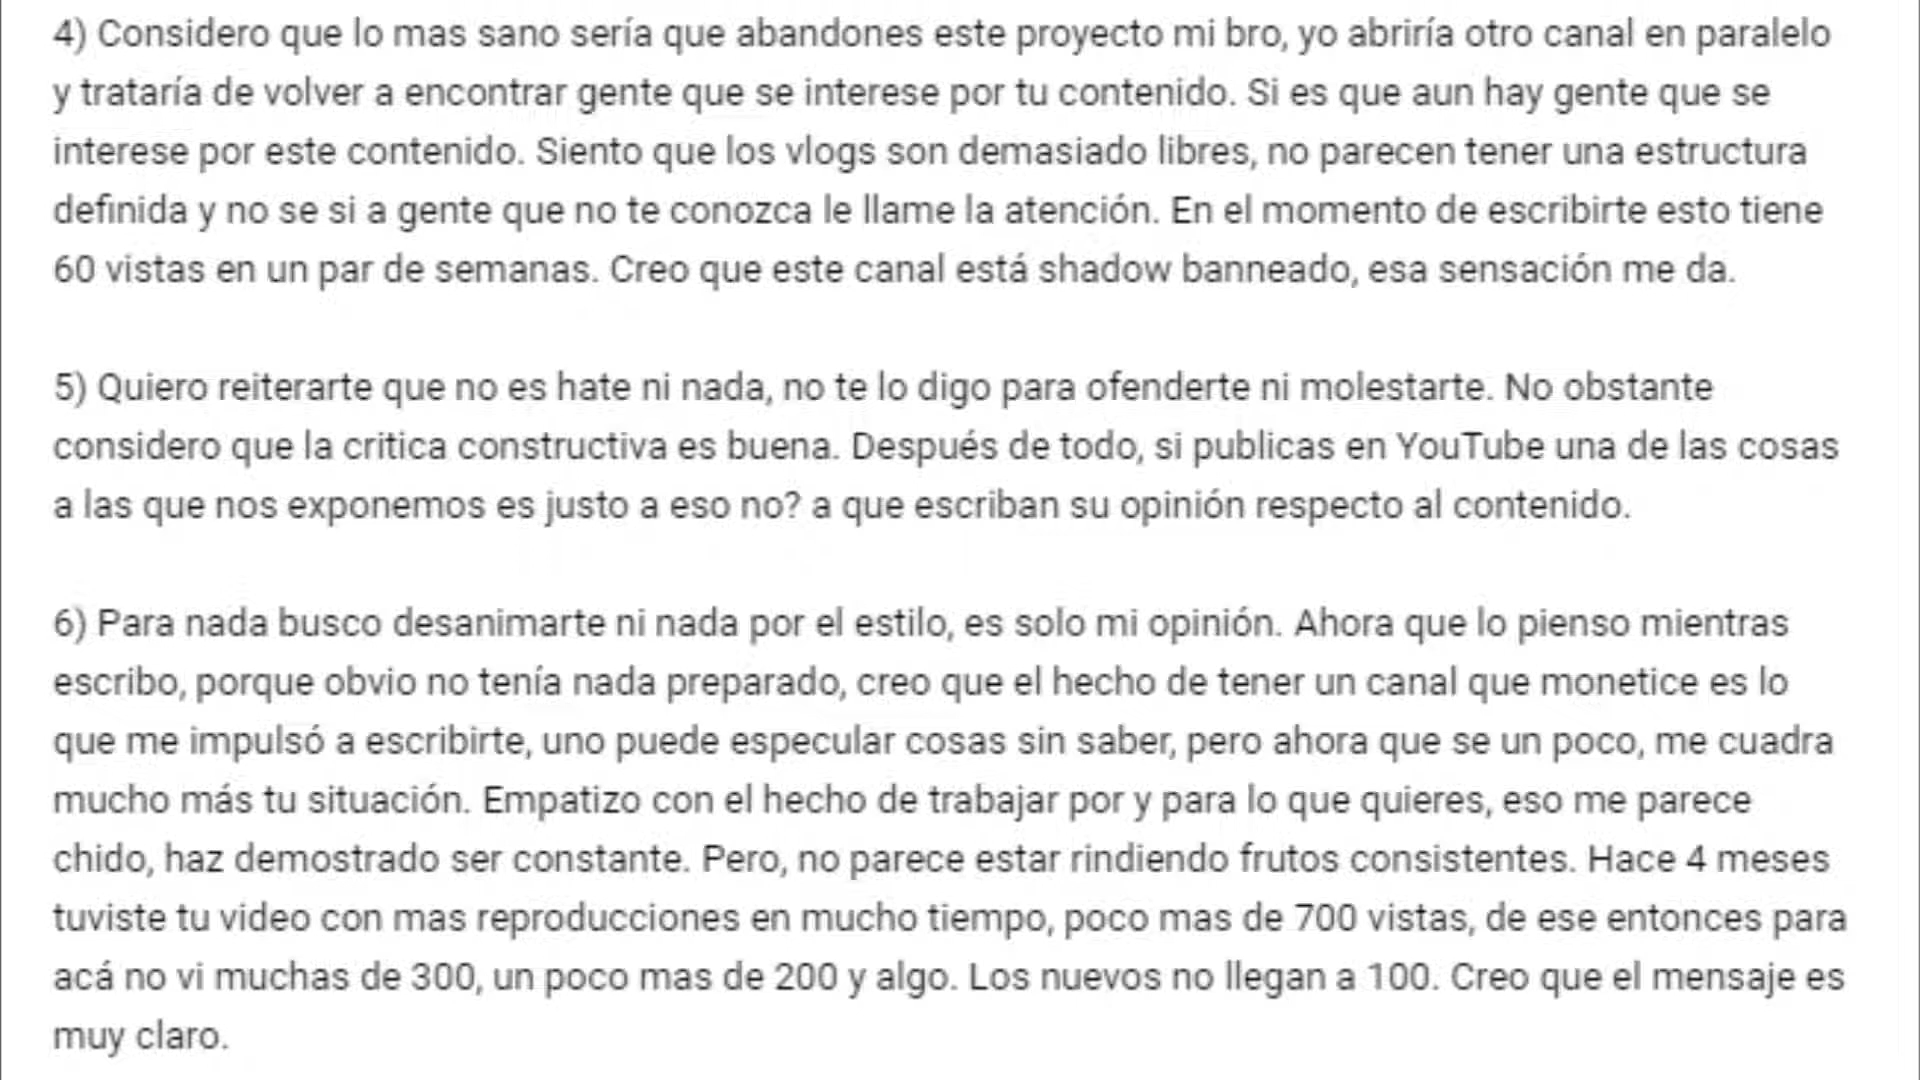 4) Considero que lo mas sano sería que abandones este proyecto mi bro, yo abriría otro canal en paralelo
y trataría de volver a encontrar gente que se interese por tu contenido. Si es que aun hay gente que se
interese por este contenido. Siento que los vlogs son demasiado libres, no parecen tener una estructura
definida y no se si a gente que no te conozca le llame la atención. En el momento de escribirte esto tiene
60 vistas en un par de semanas. Creo que este canal está shadow banneado, esa sensación me da.
5) Quiero reiterarte que no es hate ni nada, no te lo digo para ofenderte ni molestarte. No obstante
considero que la critica constructiva es buena. Después de todo, si publicas en YouTube una de las cosas
a las que nos exponemos es justo a eso no? a que escriban su opinión respecto al contenido.
6) Para nada busco desanimarte ni nada por el estilo, es solo mi opinión. Ahora que lo pienso mientras
escribo, porque obvio no tenía nada preparado, creo que el hecho de tener un canal que monetice es lo
que me impulsó a escribirte, uno puede especular cosas sin saber, pero ahora que se un poco, me cuadra
mucho más tu situación. Empatizo con el hecho de trabajar por y para lo que quieres, eso me parece
chido, haz demostrado ser constante. Pero, no parece estar rindiendo frutos consistentes. Hace 4 meses
tuviste tu video con mas reproducciones en mucho tiempo, poco mas de 700 vistas, de ese entonces para
acá no vi muchas de 300, un poco mas de 200 y algo. Los nuevos no llegan a 100. Creo que el mensaje es
muy claro.